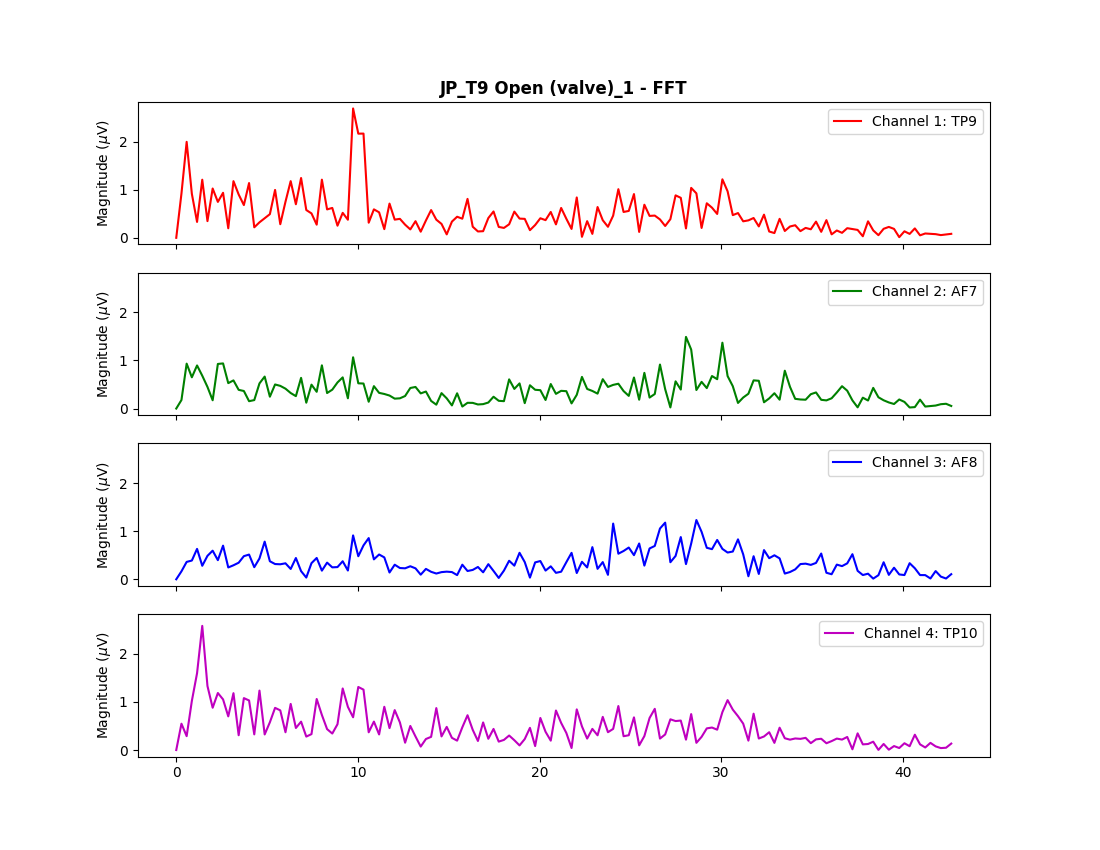 JP_T9 Open (valve)_1 - FFT
Magnitude (μV)
2
1
0
Channel 1: TP9
Magnitude (μV)
2
1
0
Channel 2: AF7
Magnitude (μV)
2
1
0
Channel 3: AF8
Magnitude (μV)
2
1
0
Channel 4: TP10
0 10 20 30 40